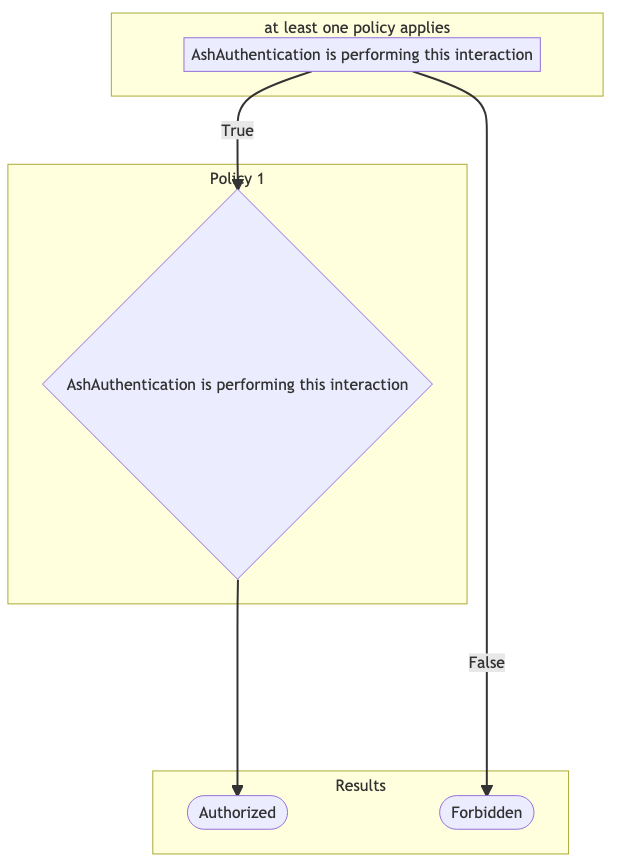 at least one policy applies
AshAuthentication is performing this interaction
True
Policy 1
AshAuthentication is performing this interaction
False
Results
Authorized
Forbidden